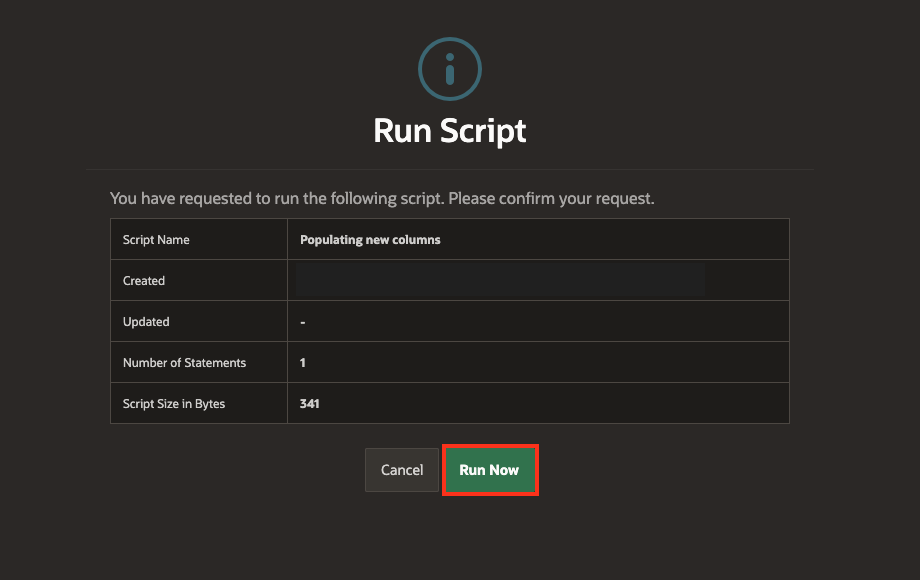 Run Script
You have requested to run the following script. Please confirm your request.
Script Name Populating new columns
Created
Updated -
Number of Statements 1
Script Size in Bytes 341
Cancel Run Now